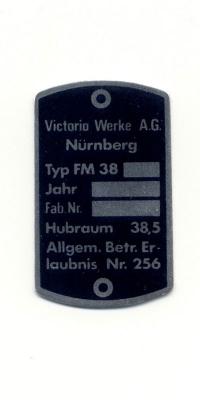 Victoria Werke A.G.
Nürnberg
Typ FM 38
Jahr
Fab. Nr.
Hubraum 38,5
Allgem. Betr. Er-
laubnis Nr. 256